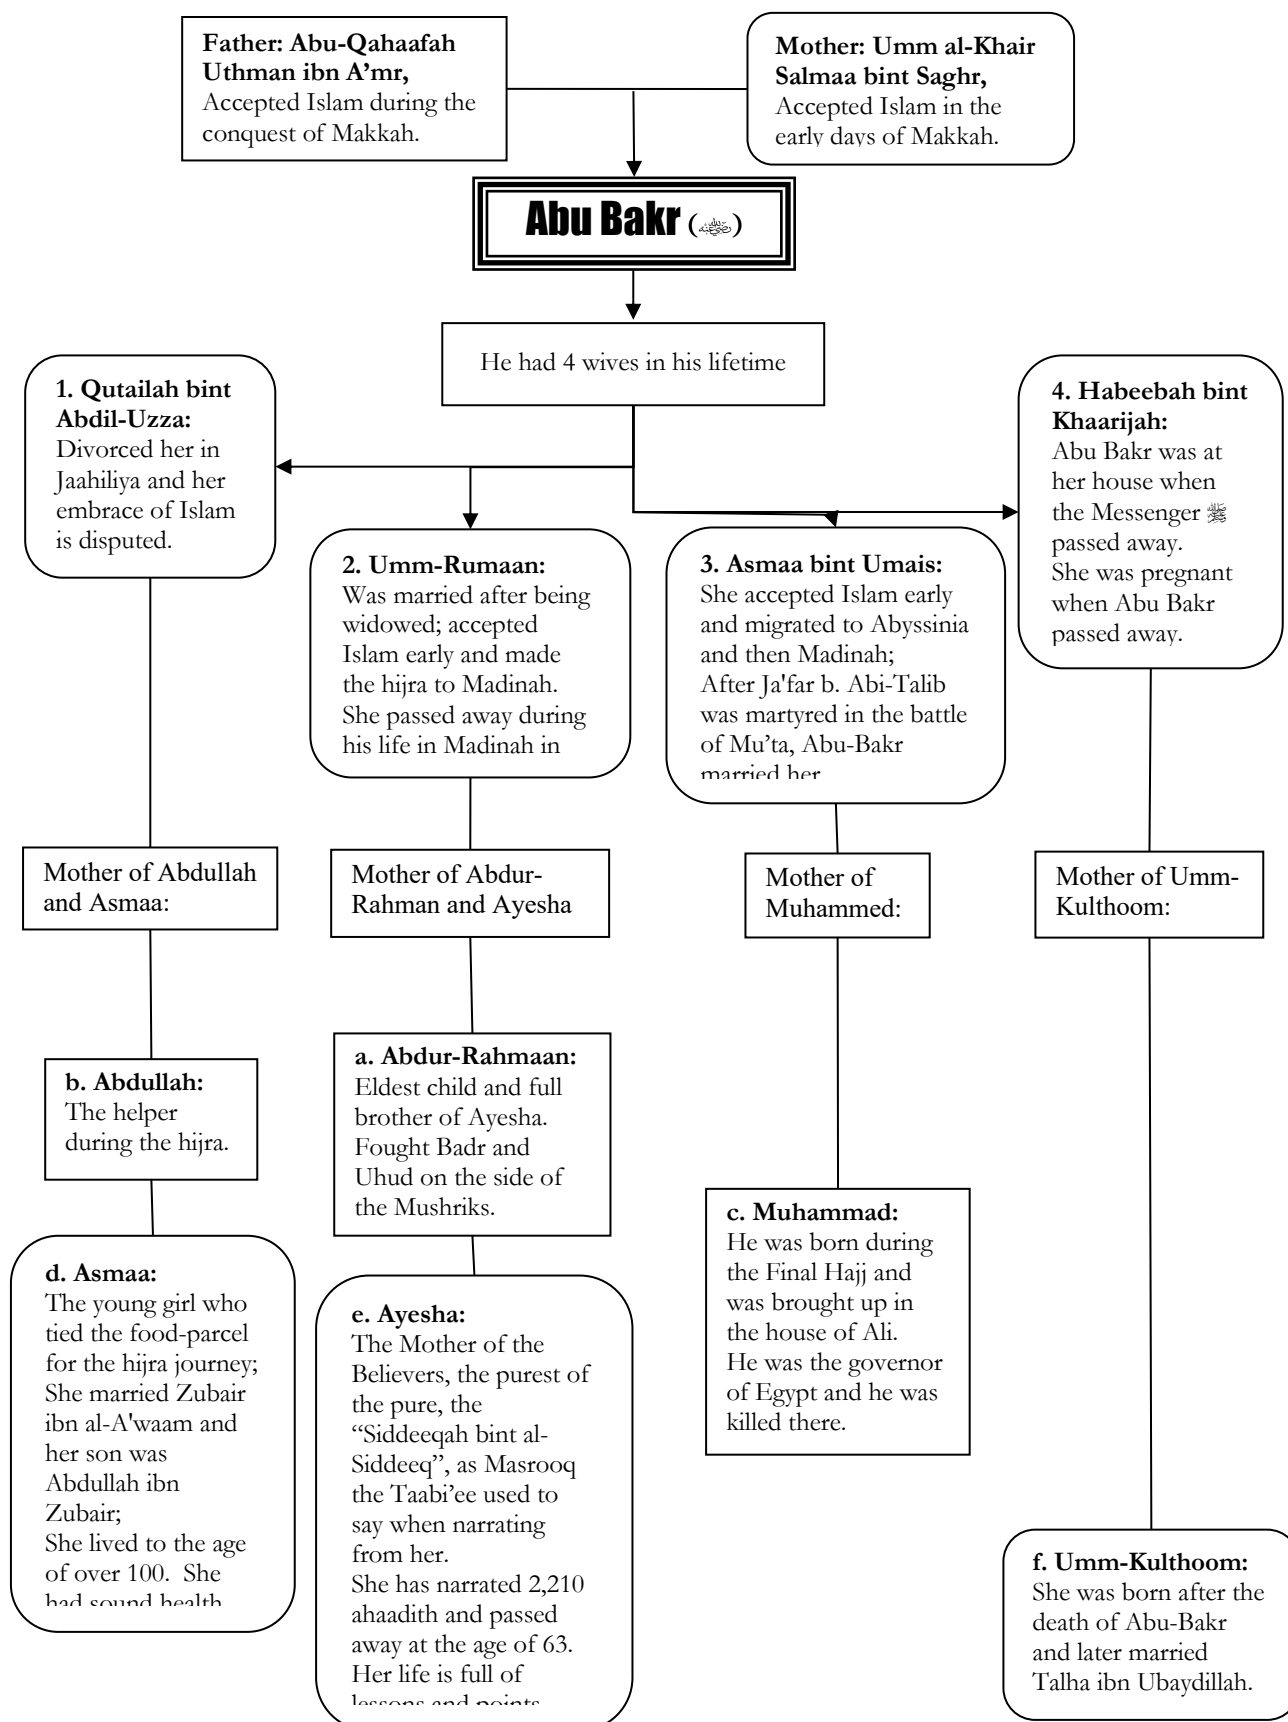 Father: Abu-Qahaafah
Uthman ibn A’mr,
Accepted Islam during the
conquest of Makkah.
Mother: Umm al-Khair
Salmaa bint Saghr,
Accepted Islam in the
early days of Makkah.
Abu Bakr (رضي الله عنه)
He had 4 wives in his lifetime
1. Qutailah bint
Abdil-Uzza:
Divorced her in
Jaahiliya and her
embrace of Islam
is disputed.
2. Umm-Rumaan:
Was married after being
widowed; accepted
Islam early and made
the hijra to Madinah.
She passed away during
his life in Madinah in
3. Asmaa bint Umais:
She accepted Islam early
and migrated to Abyssinia
and then Madinah;
After Ja'far b. Abi-Talib
was martyred in the battle
of Mu’ta, Abu-Bakr
married her
4. Habeebah bint
Khaarijah:
Abu Bakr was at
her house when
the Messenger ﷺ
passed away.
She was pregnant
when Abu Bakr
passed away.
Mother of Abdullah
and Asmaa:
Mother of Abdur-
Rahman and Ayesha
Mother of
Muhammed:
Mother of Umm-
Kulthoom:
b. Abdullah:
The helper
during the hijra.
a. Abdur-Rahmaan:
Eldest child and full
brother of Ayesha.
Fought Badr and
Uhud on the side of
the Mushriks.
c. Muhammad:
He was born during
the Final Hajj and
was brought up in
the house of Ali.
He was the governor
of Egypt and he was
killed there.
d. Asmaa:
The young girl who
tied the food-parcel
for the hijra journey;
She married Zubair
ibn al-A'waam and
her son was
Abdullah ibn
Zubair;
She lived to the age
of over 100.  She
had sound health
e. Ayesha:
The Mother of the
Believers, the purest of
the pure, the
“Siddeeqah bint al-
Siddeeq”, as Masrooq
the Taabi’ee used to
say when narrating
from her.
She has narrated 2,210
ahaadith and passed
away at the age of 63.
Her life is full of
lessons and points
f. Umm-Kulthoom:
She was born after the
death of Abu-Bakr
and later married
Talha ibn Ubaydillah.